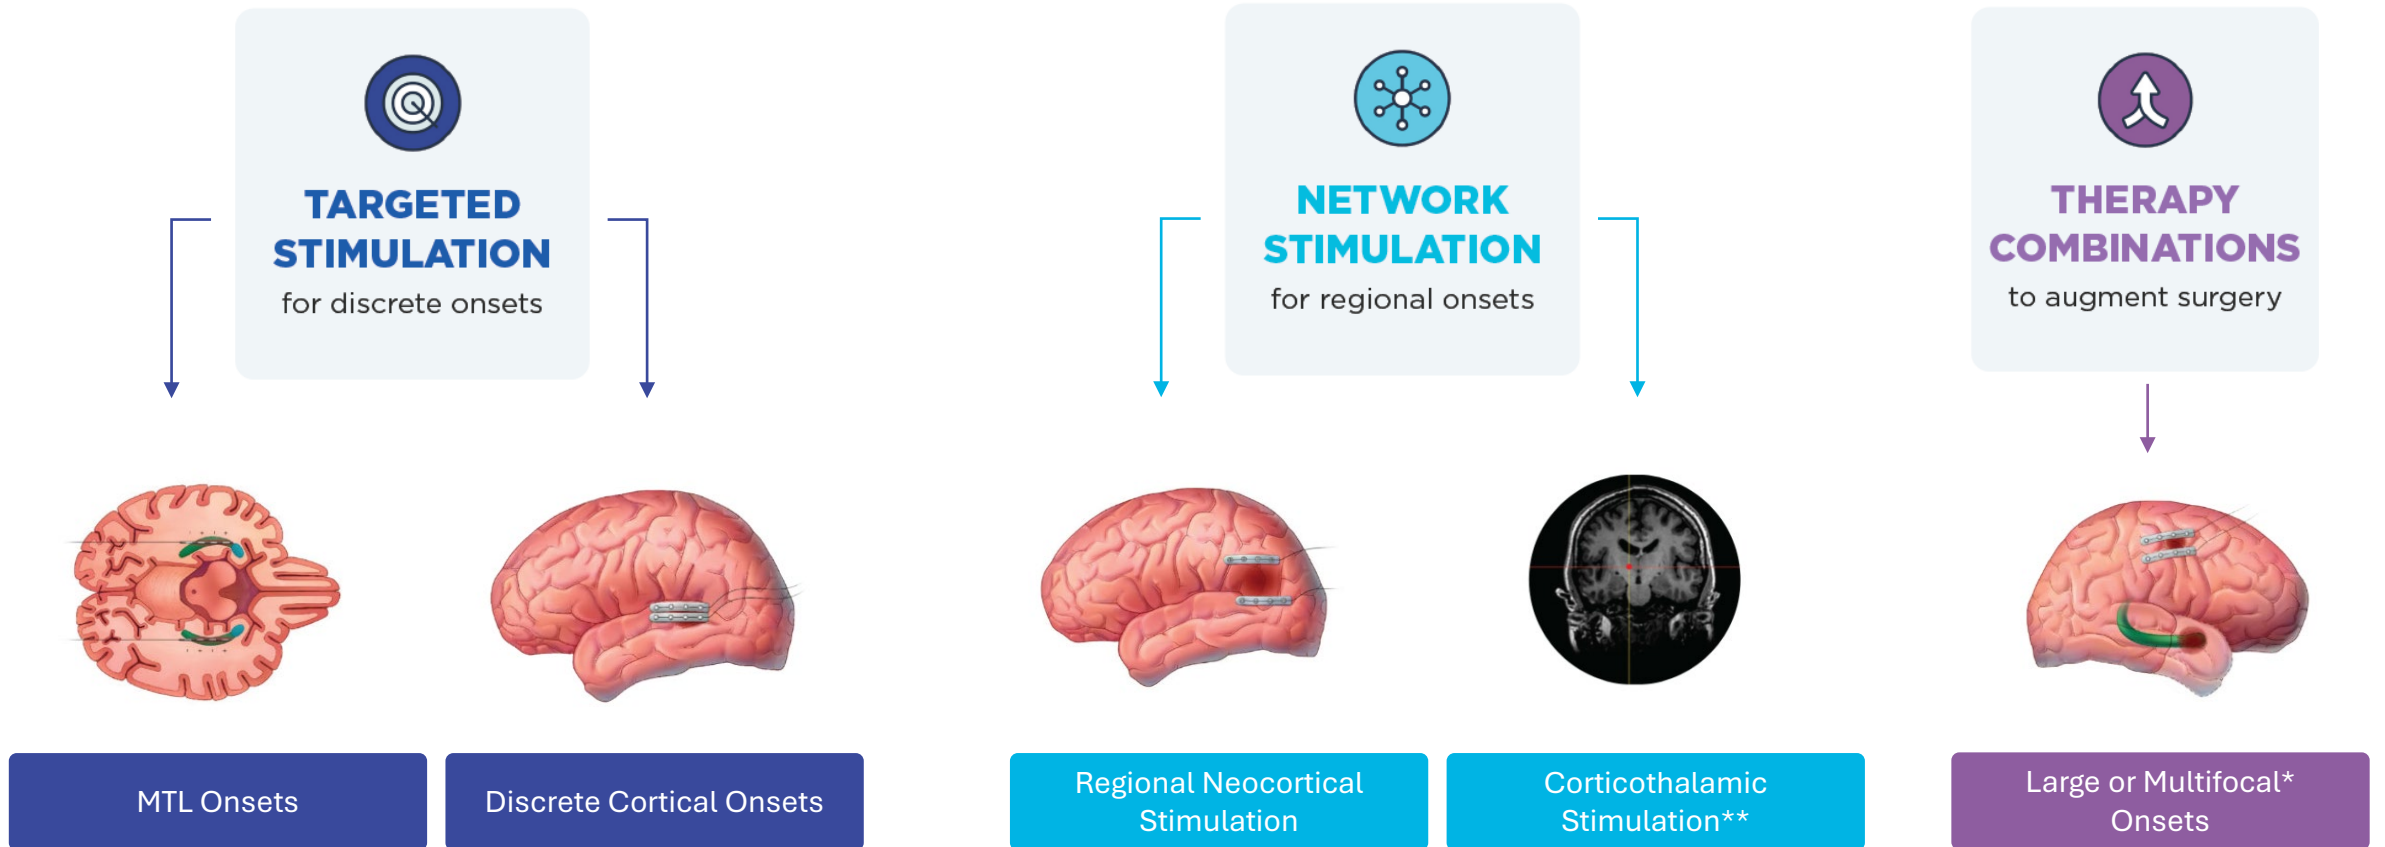 TARGETED
STIMULATION
for discrete onsets
NETWORK
STIMULATION
for regional onsets
THERAPY
COMBINATIONS
to augment surgery
MTL Onsets
Discrete Cortical Onsets
Regional Neocortical
Stimulation
Corticothalamic
Stimulation**
Large or Multifocal*
Onsets